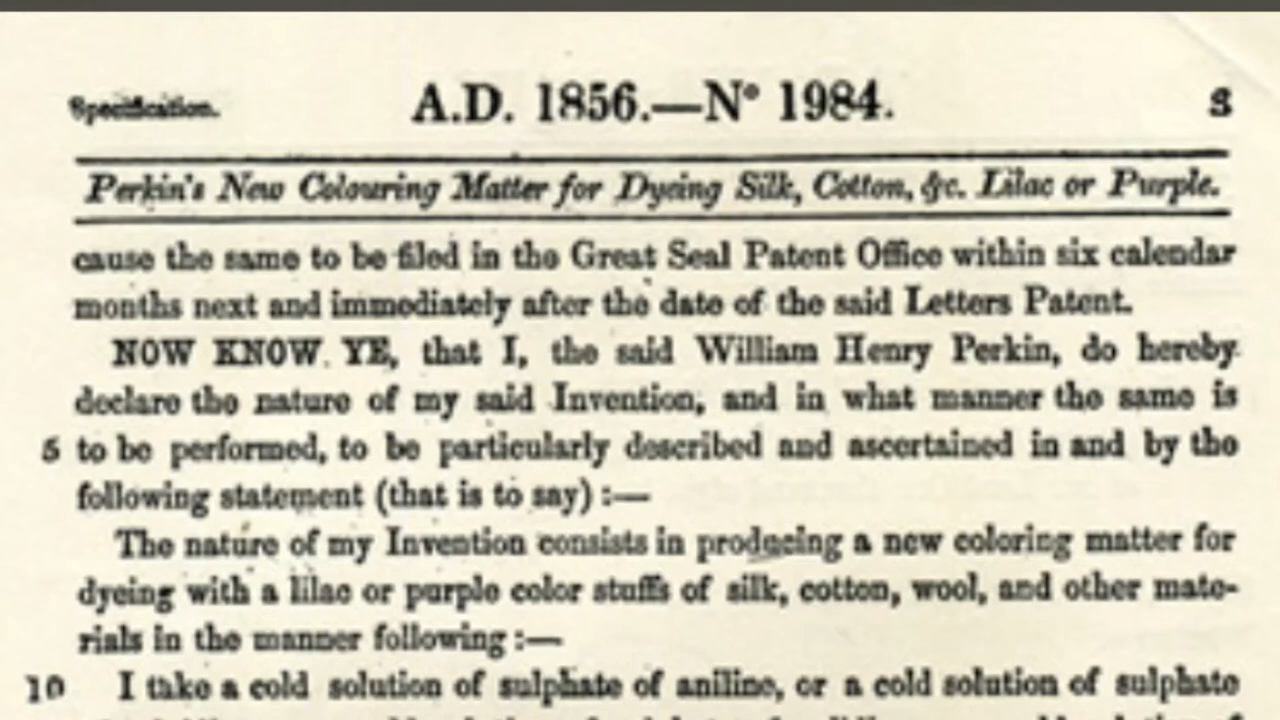 Specification. A.D. 1856.—Nº 1984. 3
Perkin's New Colouring Matter for Dyeing Silk, Cotton, &c. Lilac or Purple.
cause the same to be filed in the Great Seal Patent Office within six calendar
months next and immediately after the date of the said Letters Patent.
NOW KNOW YE, that I, the said William Henry Perkin, do hereby
declare the nature of my said Invention, and in what manner the same is
5 to be performed, to be particularly described and ascertained in and by the
following statement (that is to say) :—
The nature of my Invention consists in producing a new coloring matter for
dyeing with a lilac or purple color stuffs of silk, cotton, wool, and other mate-
rials in the manner following :—
10 I take a cold solution of sulphate of aniline, or a cold solution of sulphate